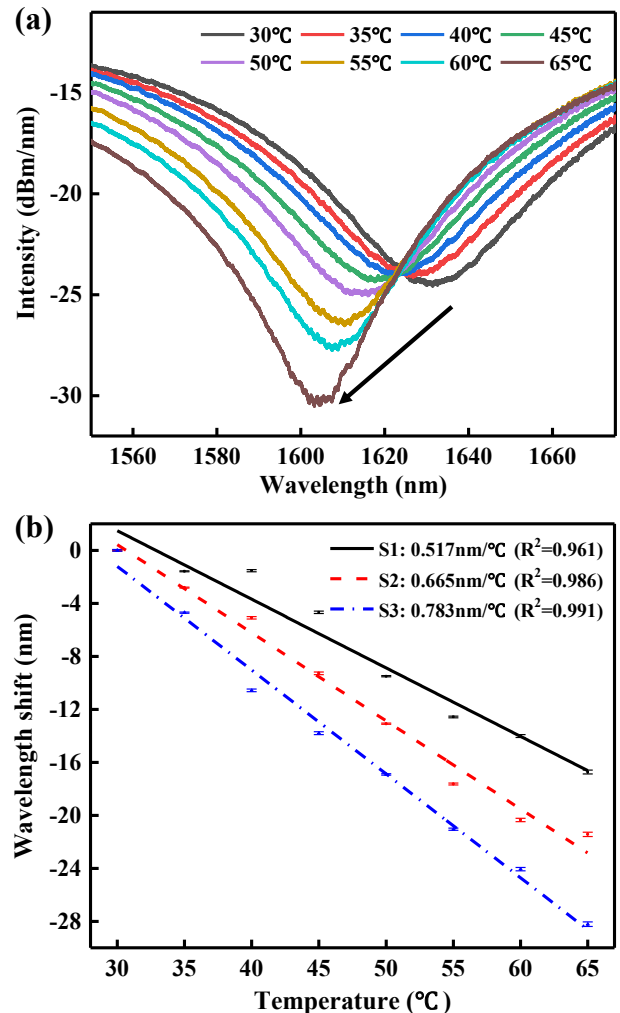 (a)
30℃ 35℃ 40℃ 45℃
50℃ 55℃ 60℃ 65℃
Intensity (dBm/nm)
-15
-20
-25
-30
1560 1580 1600 1620 1640 1660
Wavelength (nm)
(b)
S1: 0.517nm/℃ (R²=0.961)
S2: 0.665nm/℃ (R²=0.986)
S3: 0.783nm/℃ (R²=0.991)
Wavelength shift (nm)
0
-4
-8
-12
-16
-20
-24
-28
30 35 40 45 50 55 60 65
Temperature (℃)